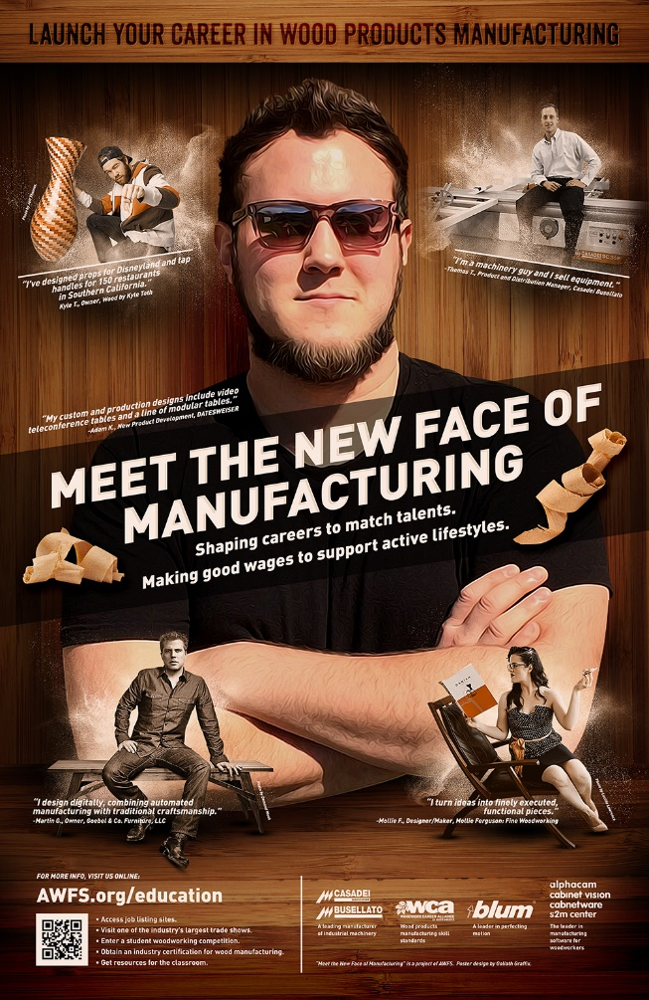 LAUNCH YOUR CAREER IN WOOD PRODUCTS MANUFACTURING
"I've designed props for Disneyland and tap
handles for 150 restaurants
in Southern California."
Kyle T., Owner, Wood by Kyle Toth
CASADEI
"I'm a machinery guy and I sell equipment."
-Thomas T., Product and Distribution Manager, Casadei Busellato
"My custom and production designs include video
teleconference tables and a line of modular tables."
-Adam K., New Product Development, DATESWEISER
MEET THE NEW FACE OF
MANUFACTURING
Shaping careers to match talents.
Making good wages to support active lifestyles.
"I design digitally, combining automated
manufacturing with traditional craftsmanship."
-Martin G., Owner, Goebel & Co. Furniture, LLC
"I turn ideas into finely executed,
functional pieces."
-Mollie F., Designer/Maker, Mollie Ferguson: Fine Woodworking
FOR MORE INFO, VISIT US ONLINE:
AWFS.org/education
• Access job listing sites.
• Visit one of the industry's largest trade shows.
• Enter a student woodworking competition.
• Obtain an industry certification for wood manufacturing.
• Get resources for the classroom.
CASADEI
BUSELLATO
A leading manufacturer
of industrial machinery
wca
WOODWORK CAREER ALLIANCE
Wood products
manufacturing skill
standards
blum
A leader in perfecting
motion
alphacam
cabinet vision
cabnetware
s2m center
The leader in
manufacturing
software for
woodworkers
"Meet the New Face of Manufacturing" is a project of AWFS. Poster design by Goliath Graffix.